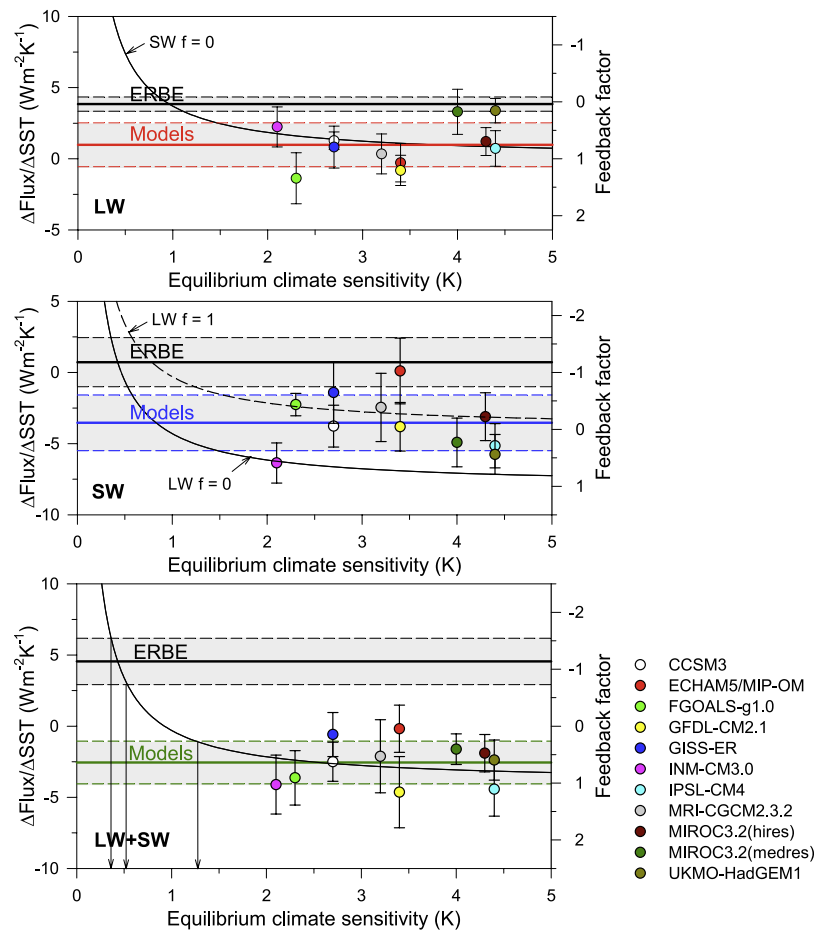 ΔFlux/ΔSST (Wm⁻²K⁻¹)
10
5
0
-5
SW f = 0
ERBE
Models
LW
-1
0
1
2
Feedback factor
0 1 2 3 4 5
Equilibrium climate sensitivity (K)
ΔFlux/ΔSST (Wm⁻²K⁻¹)
5
0
-5
-10
LW f = 1
ERBE
Models
LW f = 0
SW
-2
-1
0
1
Feedback factor
0 1 2 3 4 5
Equilibrium climate sensitivity (K)
ΔFlux/ΔSST (Wm⁻²K⁻¹)
10
5
0
-5
-10
ERBE
Models
LW+SW
-2
-1
0
1
2
Feedback factor
0 1 2 3 4 5
Equilibrium climate sensitivity (K)
CCSM3
ECHAM5/MIP-OM
FGOALS-g1.0
GFDL-CM2.1
GISS-ER
INM-CM3.0
IPSL-CM4
MRI-CGCM2.3.2
MIROC3.2(hires)
MIROC3.2(medres)
UKMO-HadGEM1